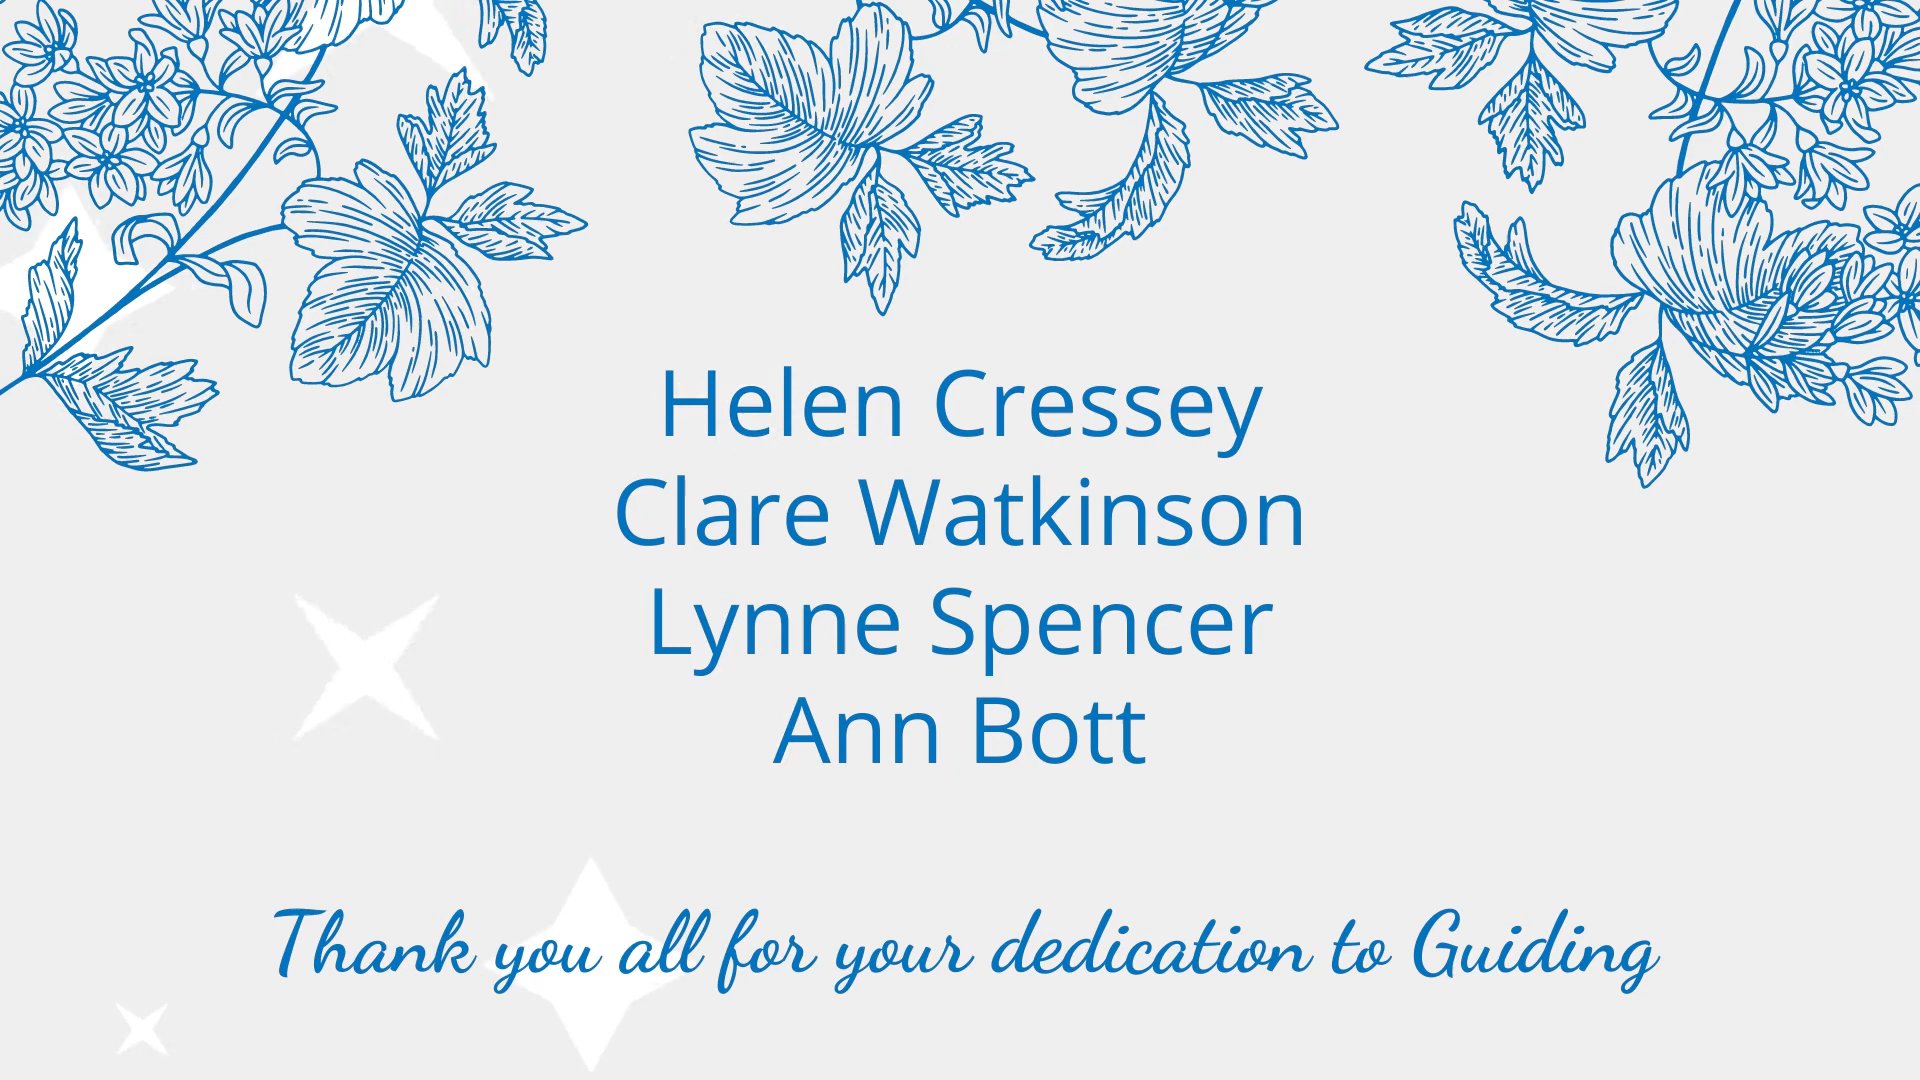 Helen Cressey
Clare Watkinson
Lynne Spencer
Ann Bott
Thank you all for your dedication to Guiding